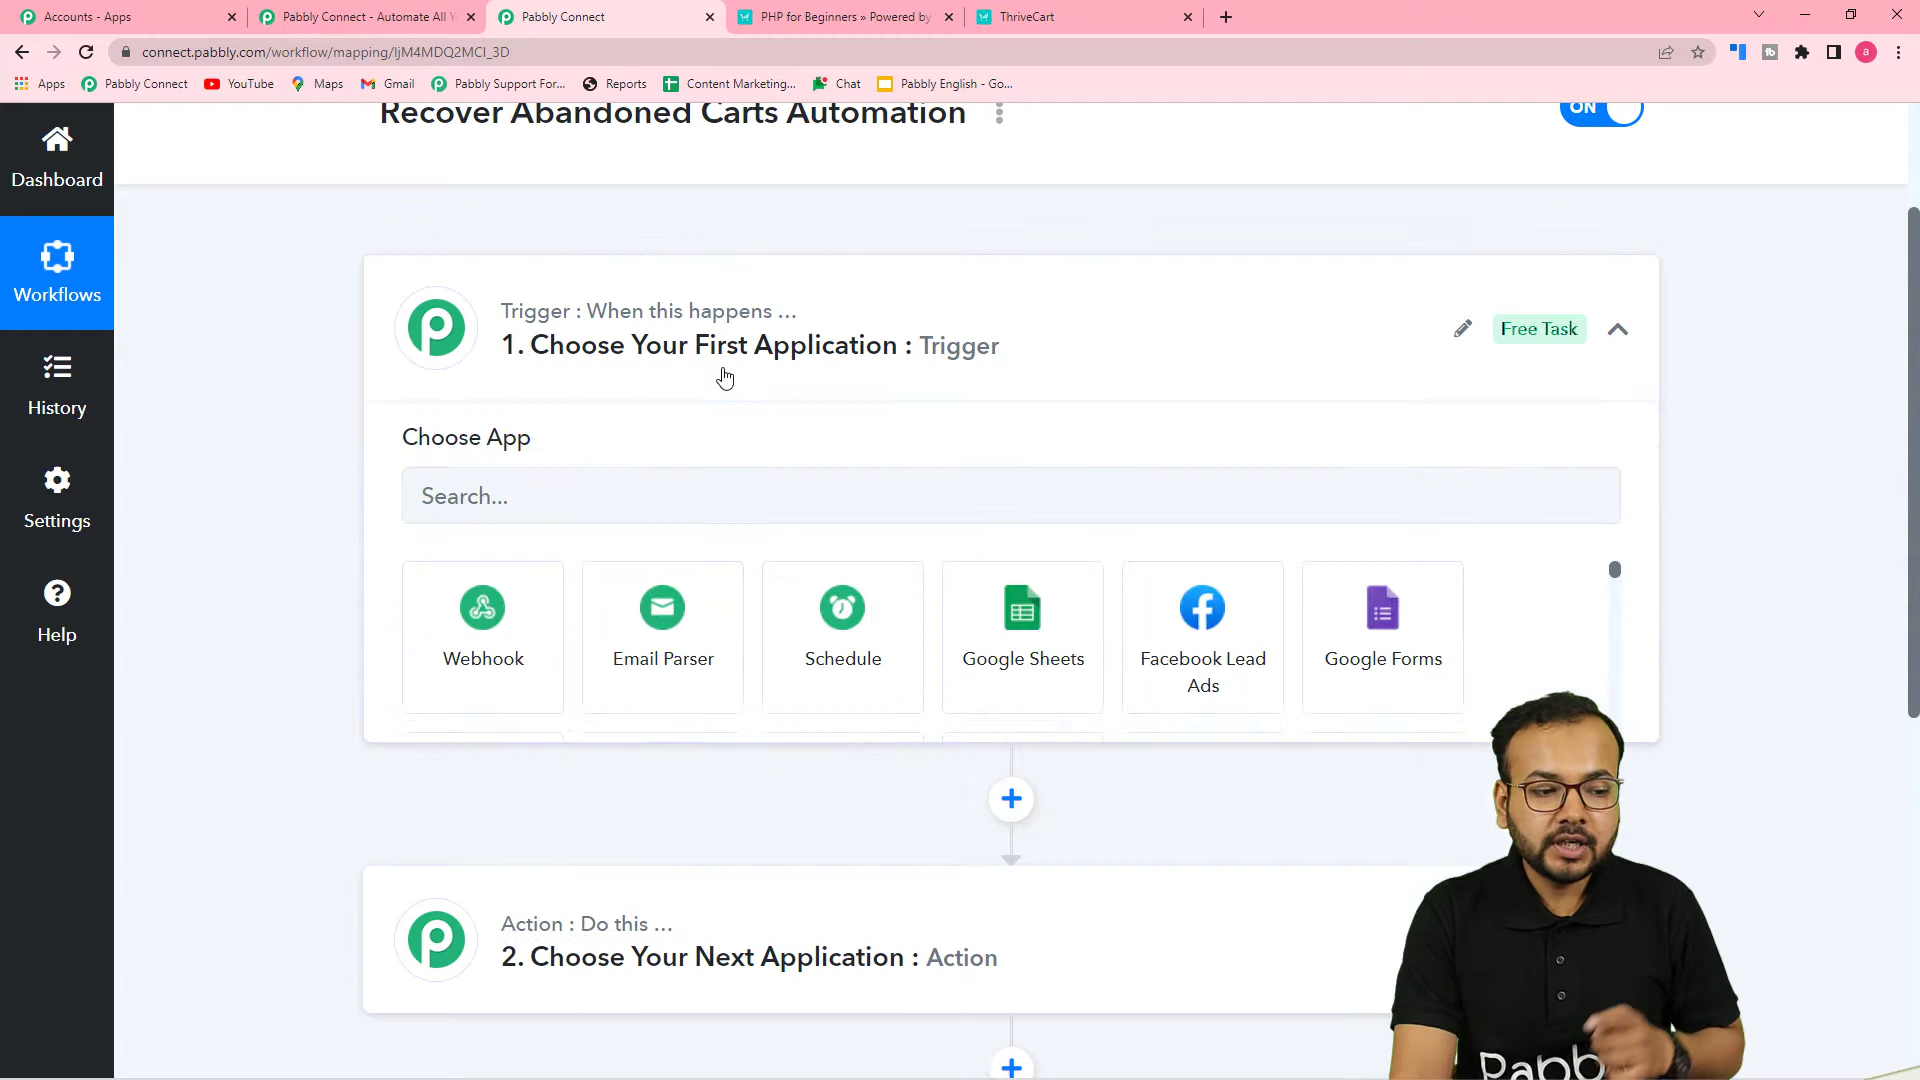 Accounts - Apps
Pabbly Connect - Automate All Y
Pabbly Connect
PHP for Beginners » Powered by
ThriveCart
connect.pabbly.com/workflow/mapping/IjM4MDQ2MCI_3D
a
Apps
Pabbly Connect
YouTube
Maps
Gmail
Pabbly Support For...
Reports
Content Marketing...
Chat
Pabbly English - Go...
Recover Abandoned Carts Automation
ON
Dashboard
Workflows
History
Settings
Help
Trigger : When this happens ...
1. Choose Your First Application : Trigger
Free Task
Choose App
Search...
Webhook
Email Parser
Schedule
Google Sheets
Facebook Lead
Ads
Google Forms
Action : Do this ...
2. Choose Your Next Application : Action
Pabb